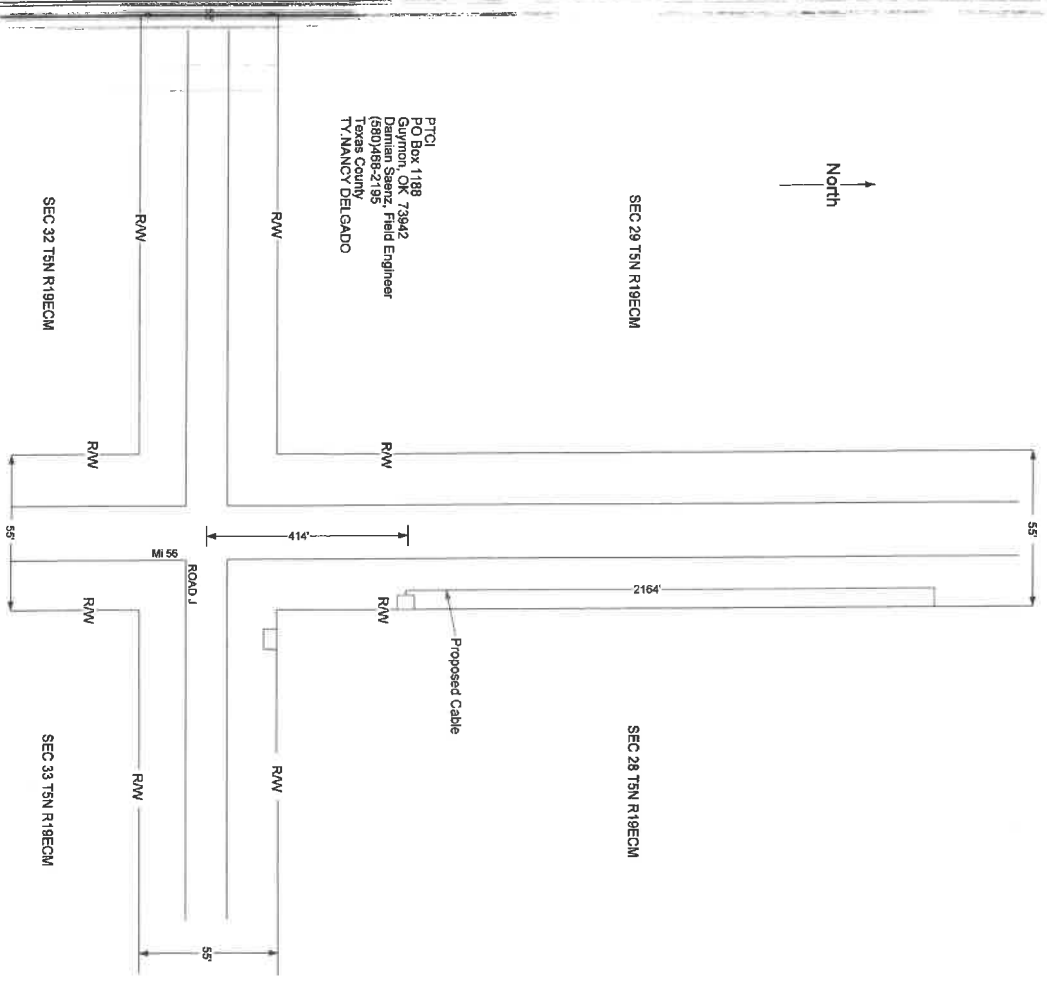 North
SEC 29 T5N R19ECM
PTCI
PO Box 1188
Guymon, OK 73942
Damian Saenz, Field Engineer
(580)468-2195
Texas County
TY.NANCY DELGADO
SEC 32 T5N R19ECM
55'
R/W
R/W
R/W
R/W
55'
414'
55'
Mi 56
ROAD J
2164'
R/W
R/W
Proposed Cable
SEC 28 T5N R19ECM
R/W
R/W
SEC 33 T5N R19ECM
55'